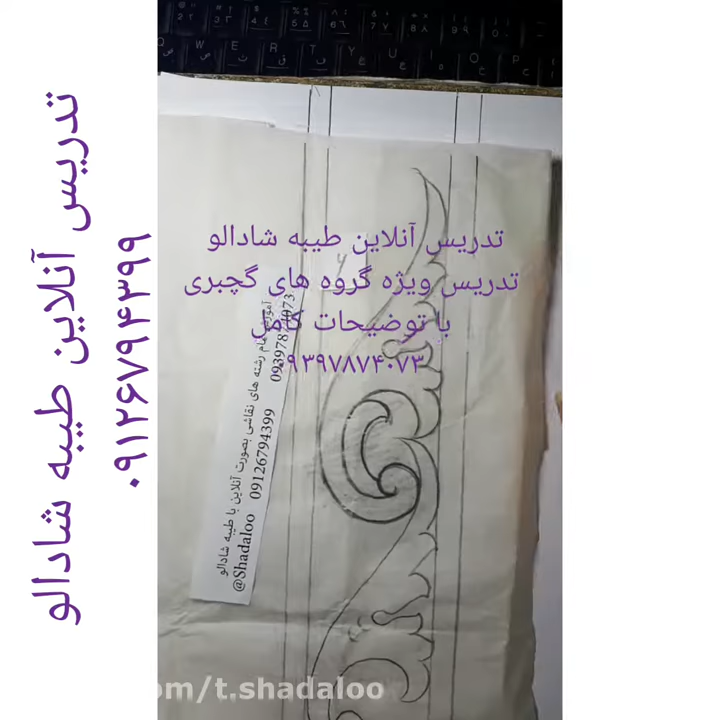 تدریس آنلاین طیبه شادالو
۰۹۱۲۶۷۹۴۳۹۹
تدریس آنلاین طیبه شادالو
تدریس ویژه گروه های گچبری
با توضیحات کامل
۰۹۳۹۷۸۷۴۰۷۳
آموزش تمام رشته های نقاشی بصورت آنلاین با طیبه شادالو
@Shadaloo 09126794399 09397874073
om/t.shadaloo
Q W E R T Y U I O P